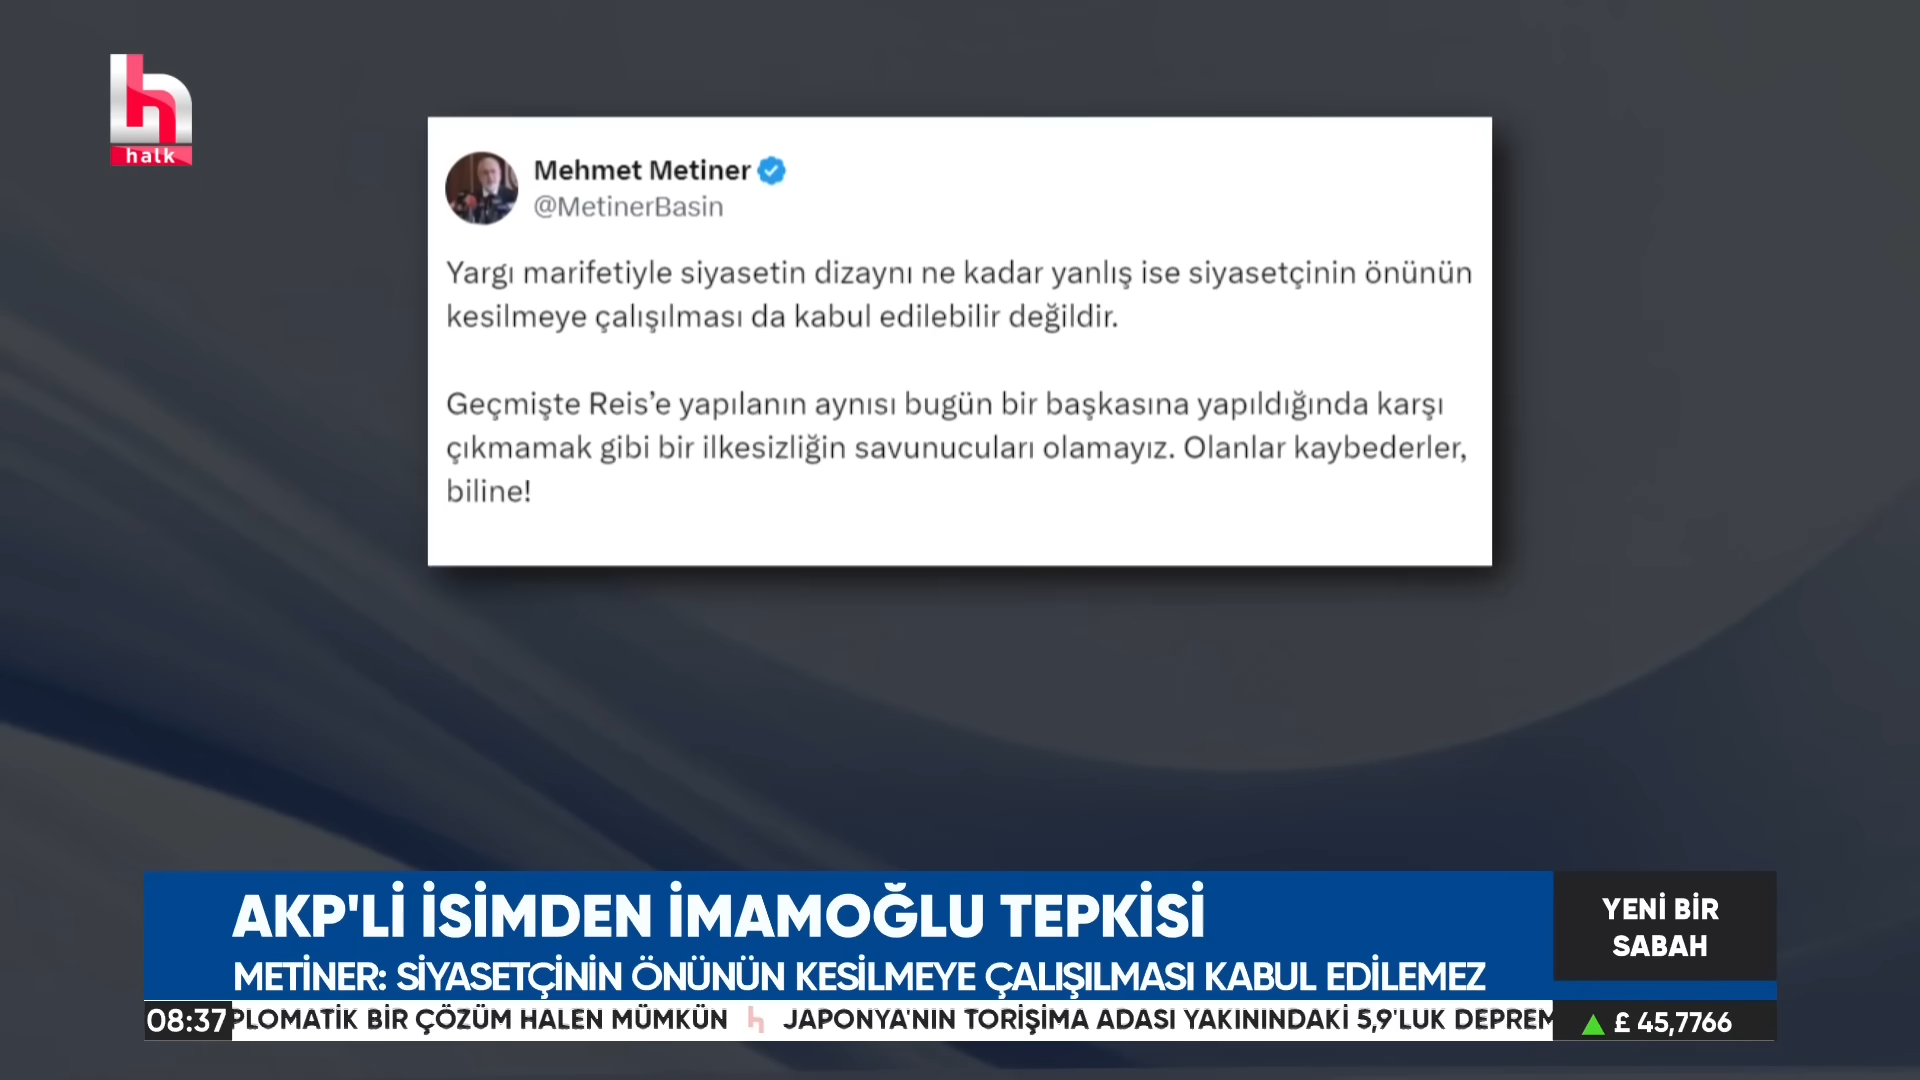 halk
Mehmet Metiner
@MetinerBasin
Yargı marifetiyle siyasetin dizaynı ne kadar yanlış ise siyasetçinin önünün
kesilmeye çalışılması da kabul edilebilir değildir.
Geçmişte Reis’e yapılanın aynısı bugün bir başkasına yapıldığında karşı
çıkmamak gibi bir ilkesizliğin savunucuları olamayız. Olanlar kaybederler,
biline!
AKP'Lİ İSİMDEN İMAMOĞLU TEPKİSİ
METİNER: SİYASETÇİNİN ÖNÜNÜN KESİLMEYE ÇALIŞILMASI KABUL EDİLEMEZ
YENİ BİR
SABAH
08:37
PLOMATİK BİR ÇÖZÜM HALEN MÜMKÜN h JAPONYA'NIN TORİŞİMA ADASI YAKININDAKİ 5,9'LUK DEPREM
£ 45,7766